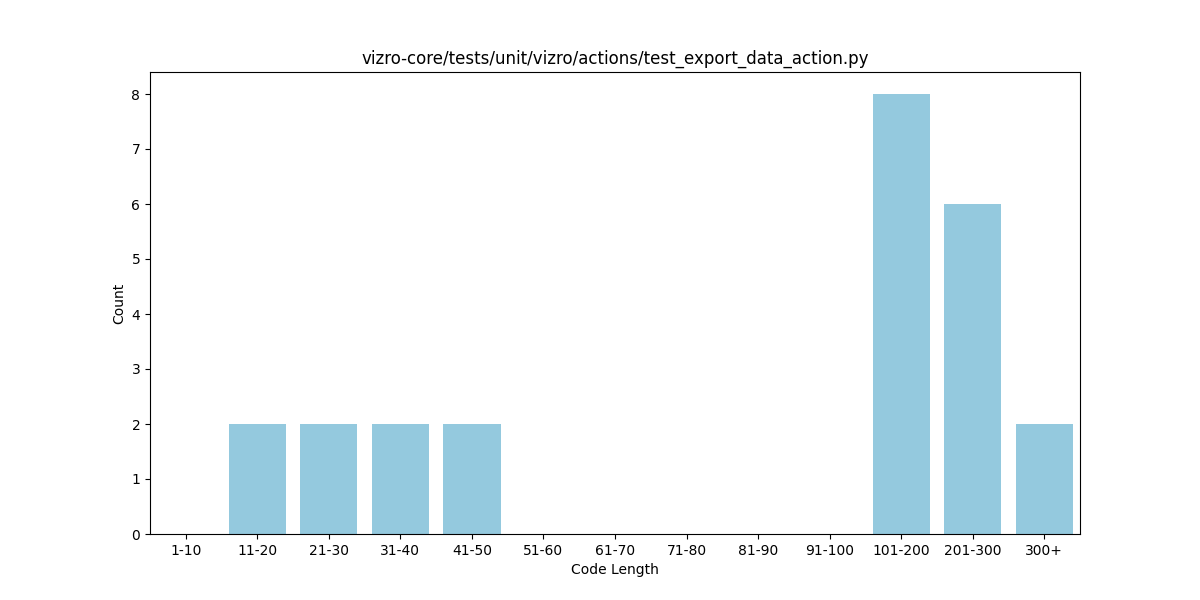 vizro-core/tests/unit/vizro/actions/test_export_data_action.py
8
7
6
5
4
3
2
1
0
Count
1-10 11-20 21-30 31-40 41-50 51-60 61-70 71-80 81-90 91-100 101-200 201-300 300+
Code Length